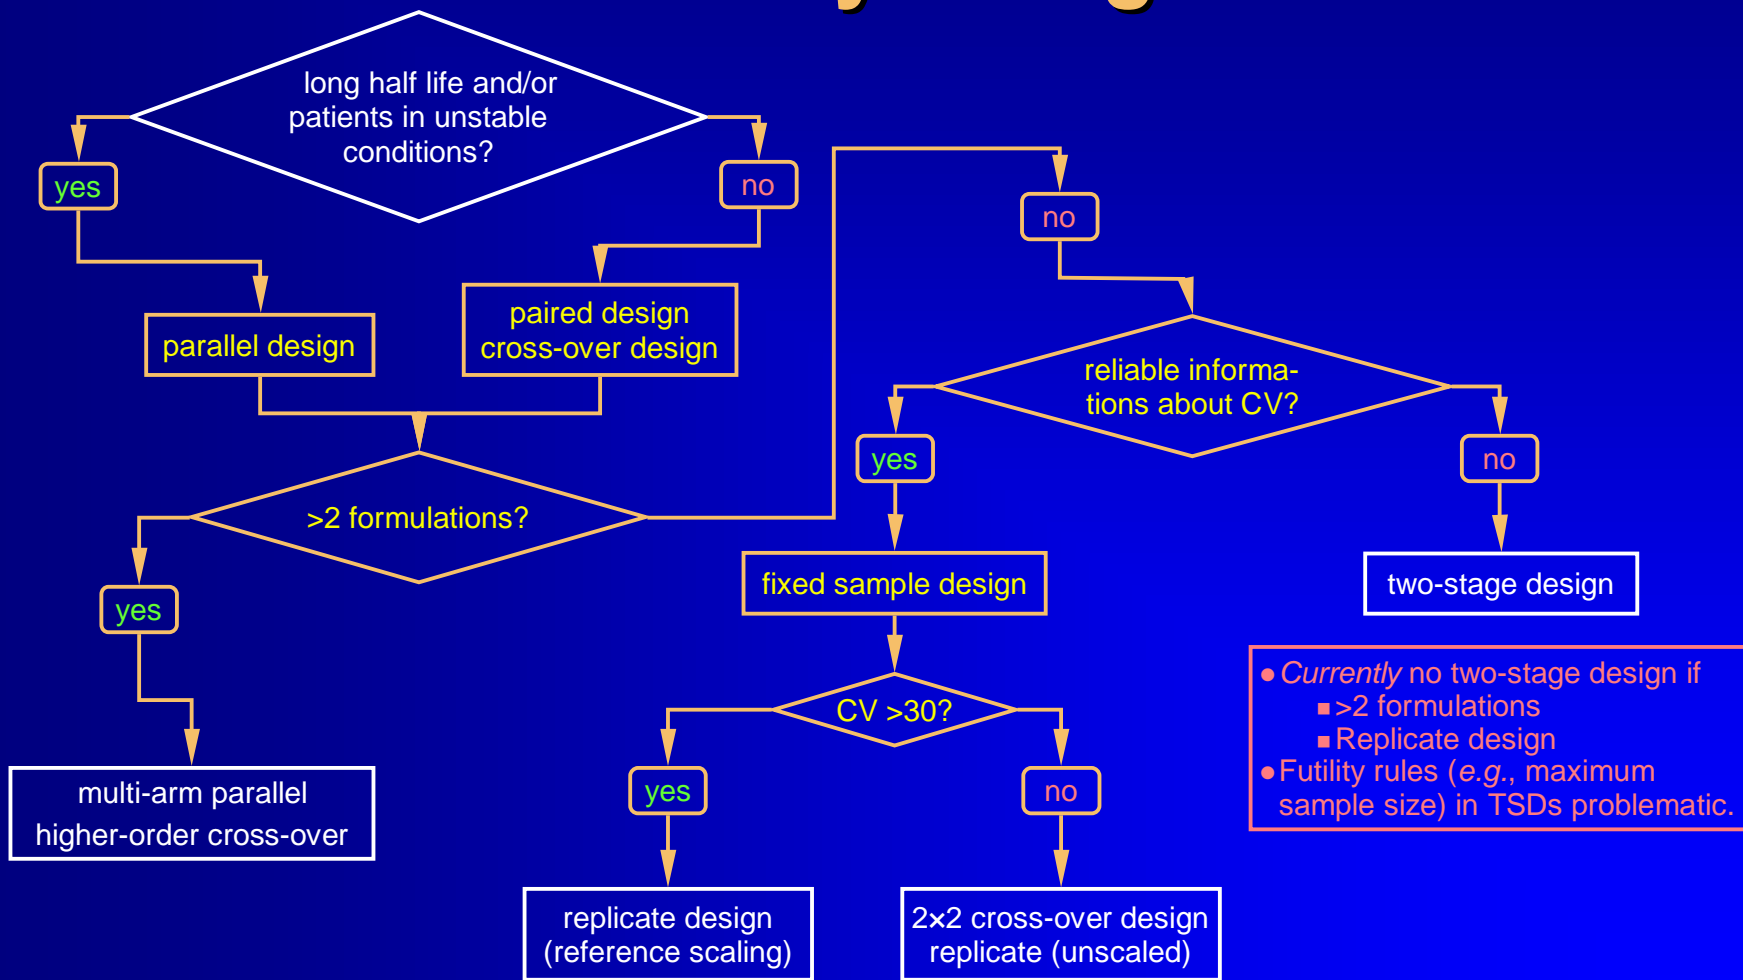 long half life and/or
patients in unstable
conditions?
yes
no
no
parallel design
paired design
cross-over design
reliable informa-
tions about CV?
yes
no
>2 formulations?
yes
fixed sample design
two-stage design
●Currently no two-stage design if
■>2 formulations
■Replicate design
●Futility rules (e.g., maximum
sample size) in TSDs problematic.
CV >30?
yes
no
multi-arm parallel
higher-order cross-over
replicate design
(reference scaling)
2×2 cross-over design
replicate (unscaled)